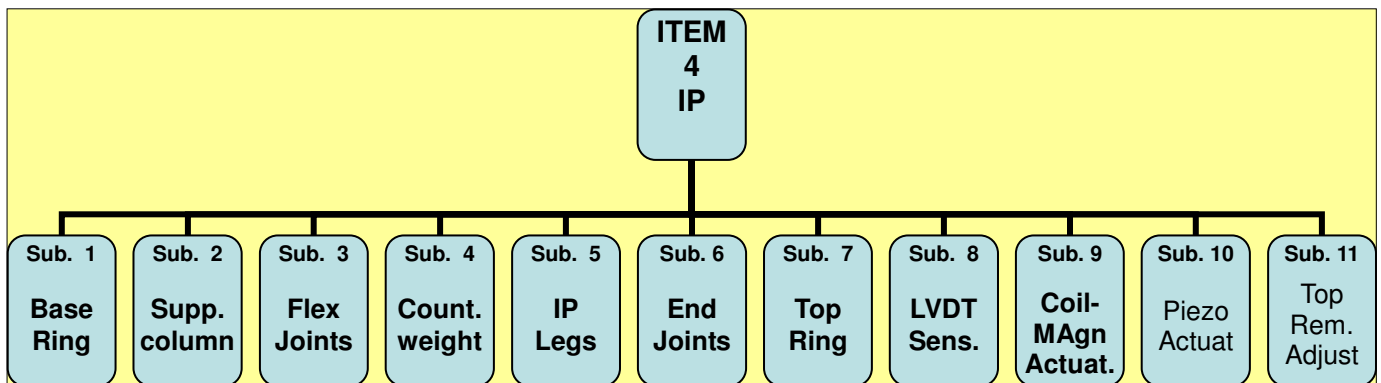 ITEM
4
IP
Sub. 1
Base
Ring
Sub. 2
Supp.
column
Sub. 3
Flex
Joints
Sub. 4
Count.
weight
Sub. 5
IP
Legs
Sub. 6
End
Joints
Sub. 7
Top
Ring
Sub. 8
LVDT
Sens.
Sub. 9
Coil-
MAgn
Actuat.
Sub. 10
Piezo
Actuat
Sub. 11
Top
Rem.
Adjust